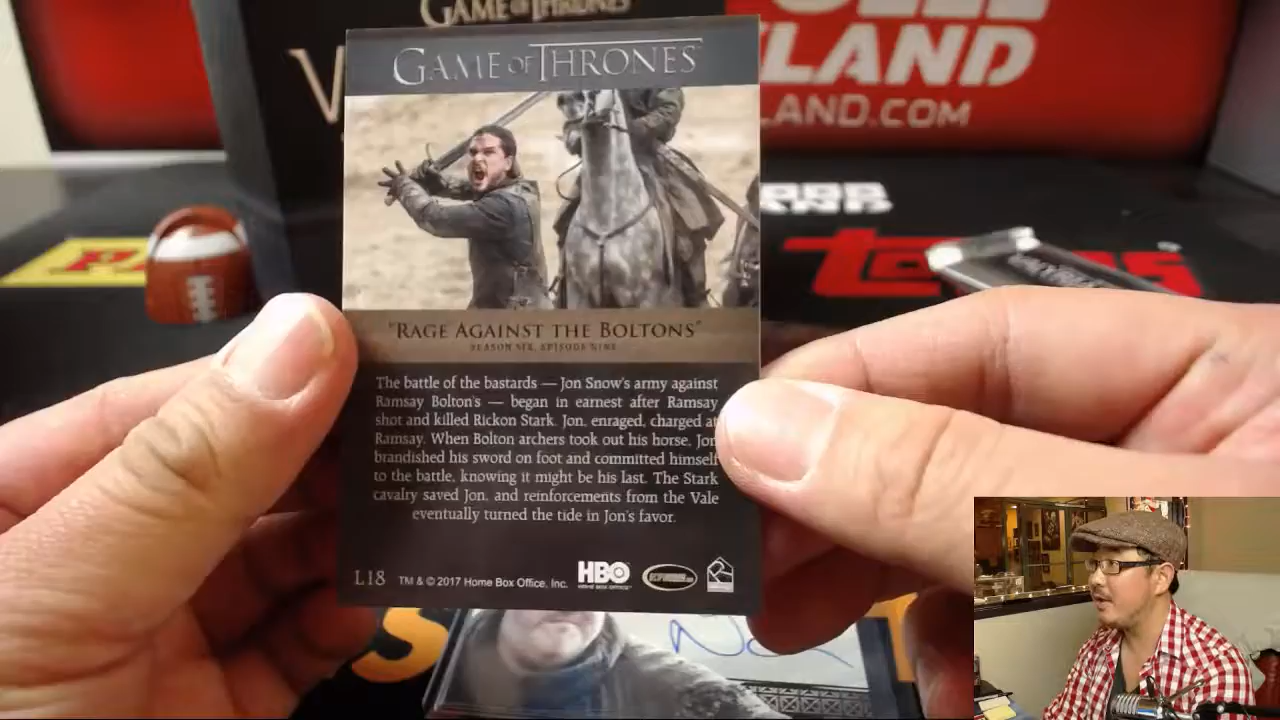 GAME OF THRONES
LAND
LAND.COM
GAME OF THRONES
"RAGE AGAINST THE BOLTONS"
SEASON SIX, EPISODE NINE
The battle of the bastards — Jon Snow's army against
Ramsay Bolton's — began in earnest after Ramsay
shot and killed Rickon Stark. Jon, enraged, charged at
Ramsay. When Bolton archers took out his horse, Jon
brandished his sword on foot and committed himself
to the battle, knowing it might be his last. The Stark
cavalry saved Jon, and reinforcements from the Vale
eventually turned the tide in Jon's favor.
L18 TM & © 2017 Home Box Office, Inc. HBO